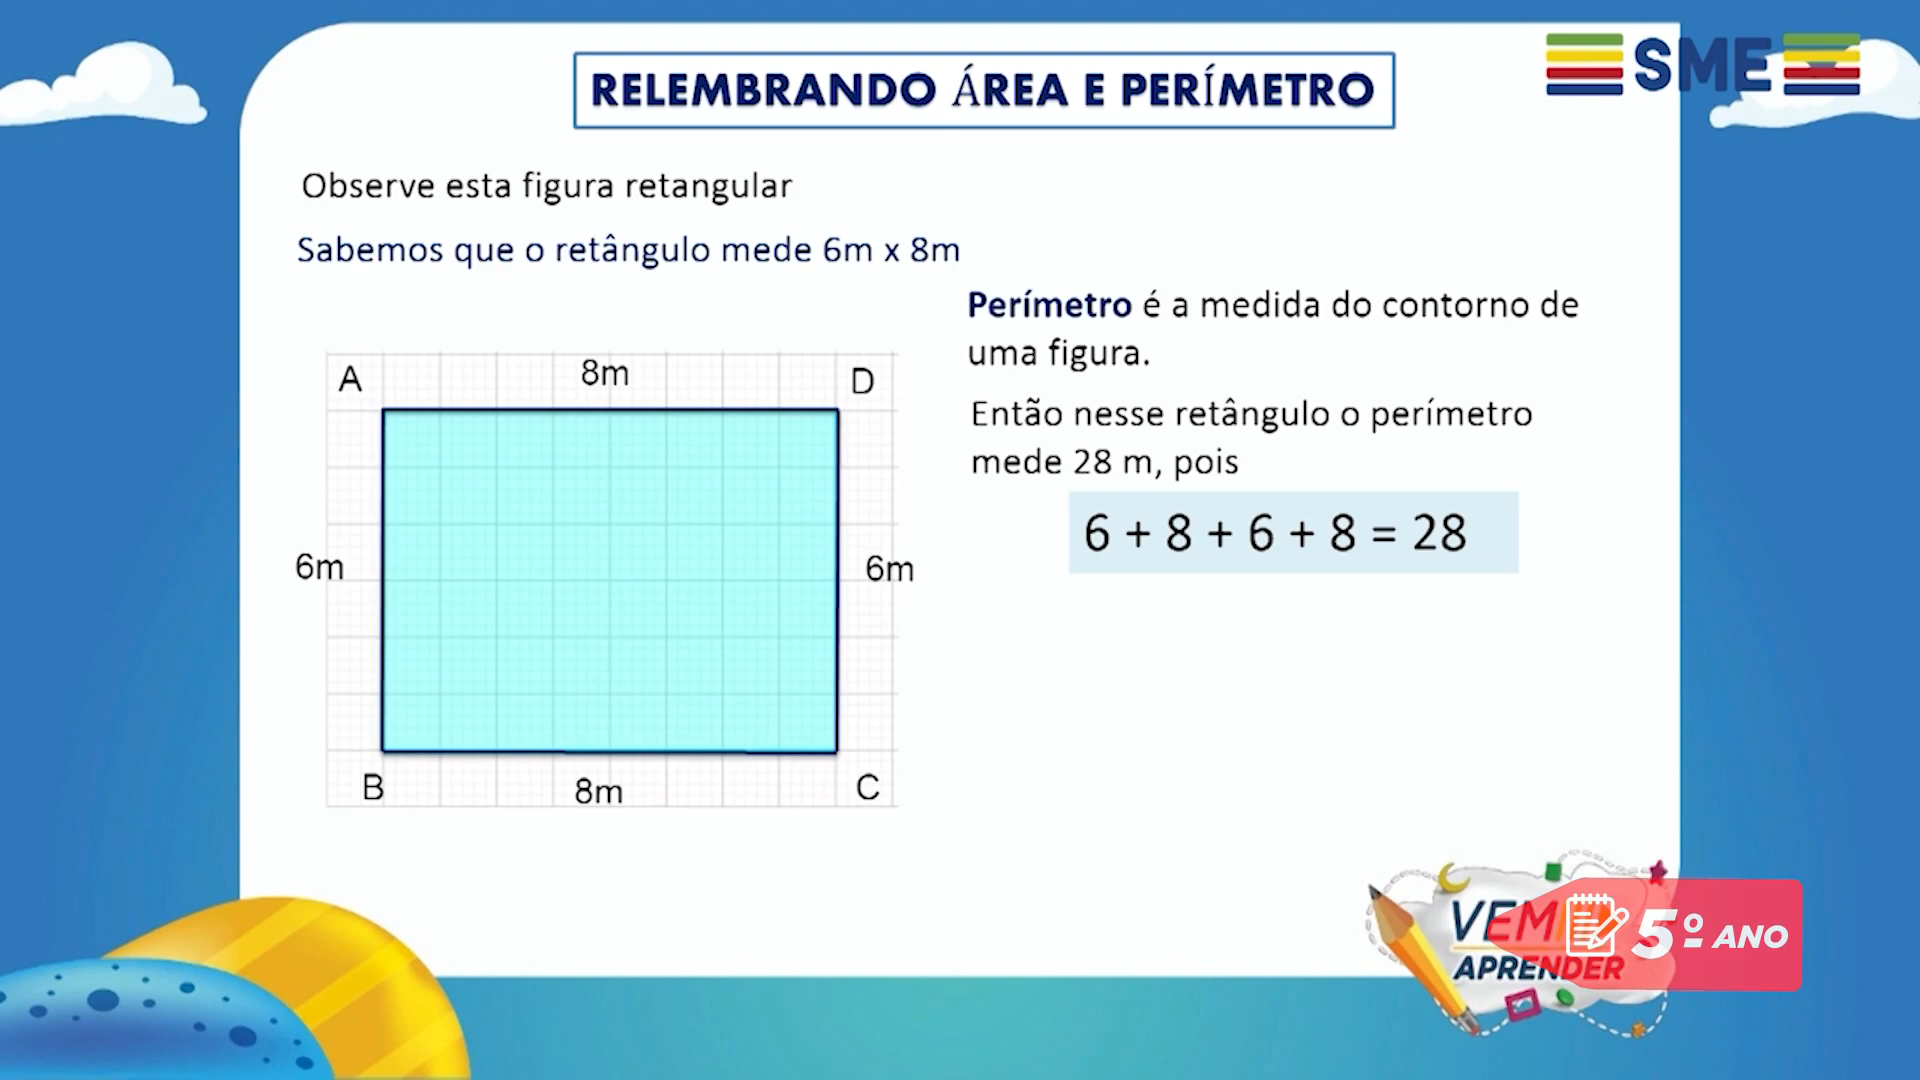 RELEMBRANDO ÁREA E PERÍMETRO
SME
Observe esta figura retangular
Sabemos que o retângulo mede 6m x 8m
Perímetro é a medida do contorno de
uma figura.
Então nesse retângulo o perímetro
mede 28 m, pois
6 + 8 + 6 + 8 = 28
A
8m
D
6m
6m
B
8m
C
VEM
APRENDER
5º ANO